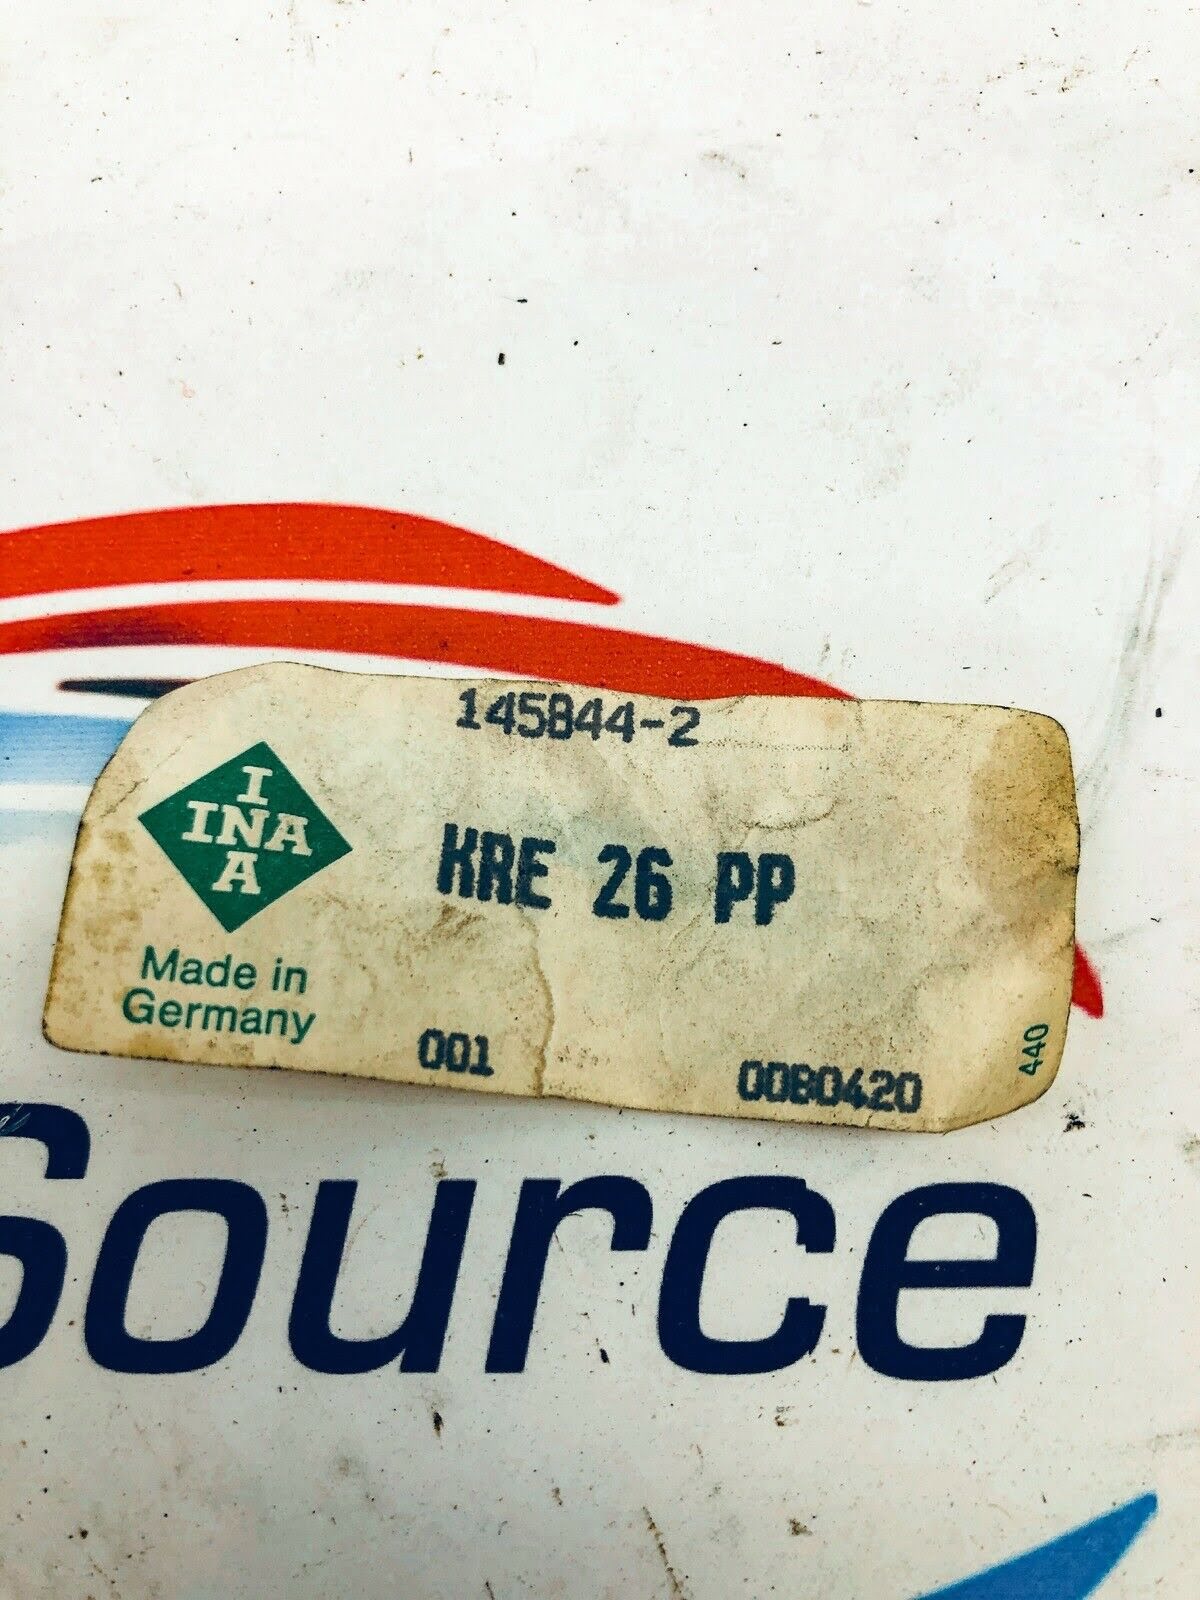 145844-2
I
INA
A
KRE 26 PP
Made in
Germany
001
0080420
440
Source